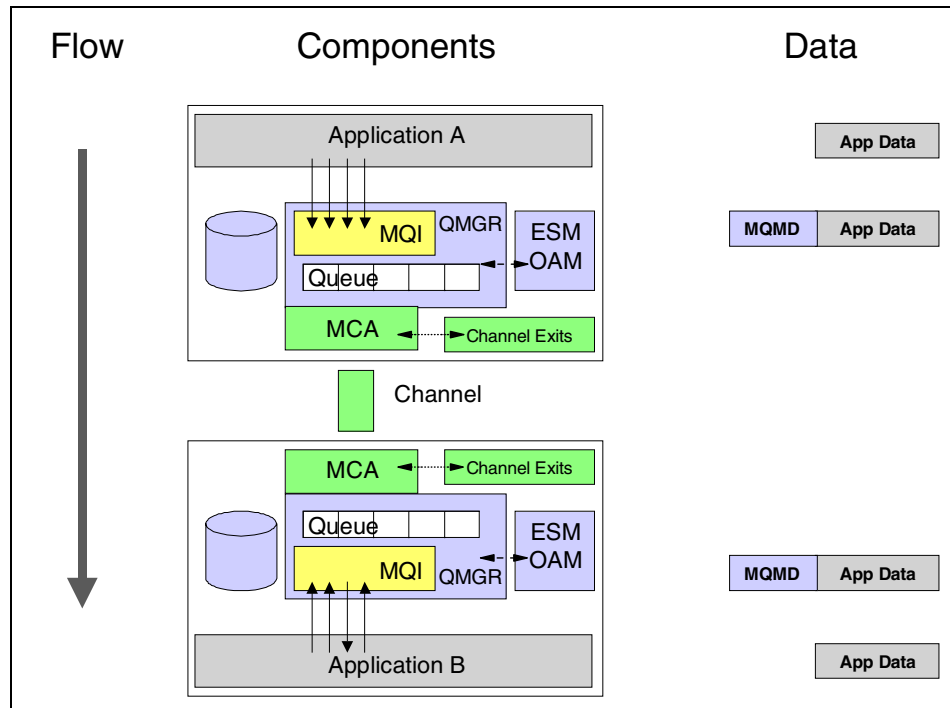 Flow
Components
Data
Application A
App Data
MQI
QMGR
ESM
OAM
MQMD
App Data
Queue
MCA
Channel Exits
Channel
MCA
Channel Exits
Queue
ESM
OAM
MQI
QMGR
MQMD
App Data
Application B
App Data